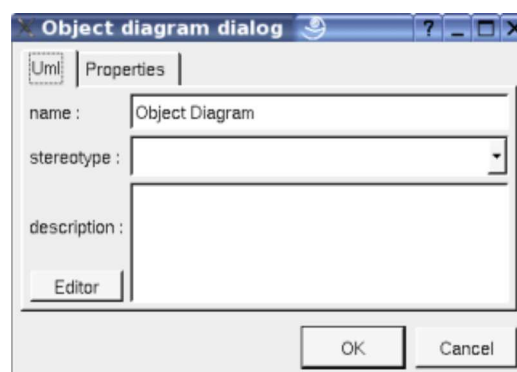 Object diagram dialog ?
Uml Properties
name : Object Diagram
stereotype :
description :
Editor
OK Cancel